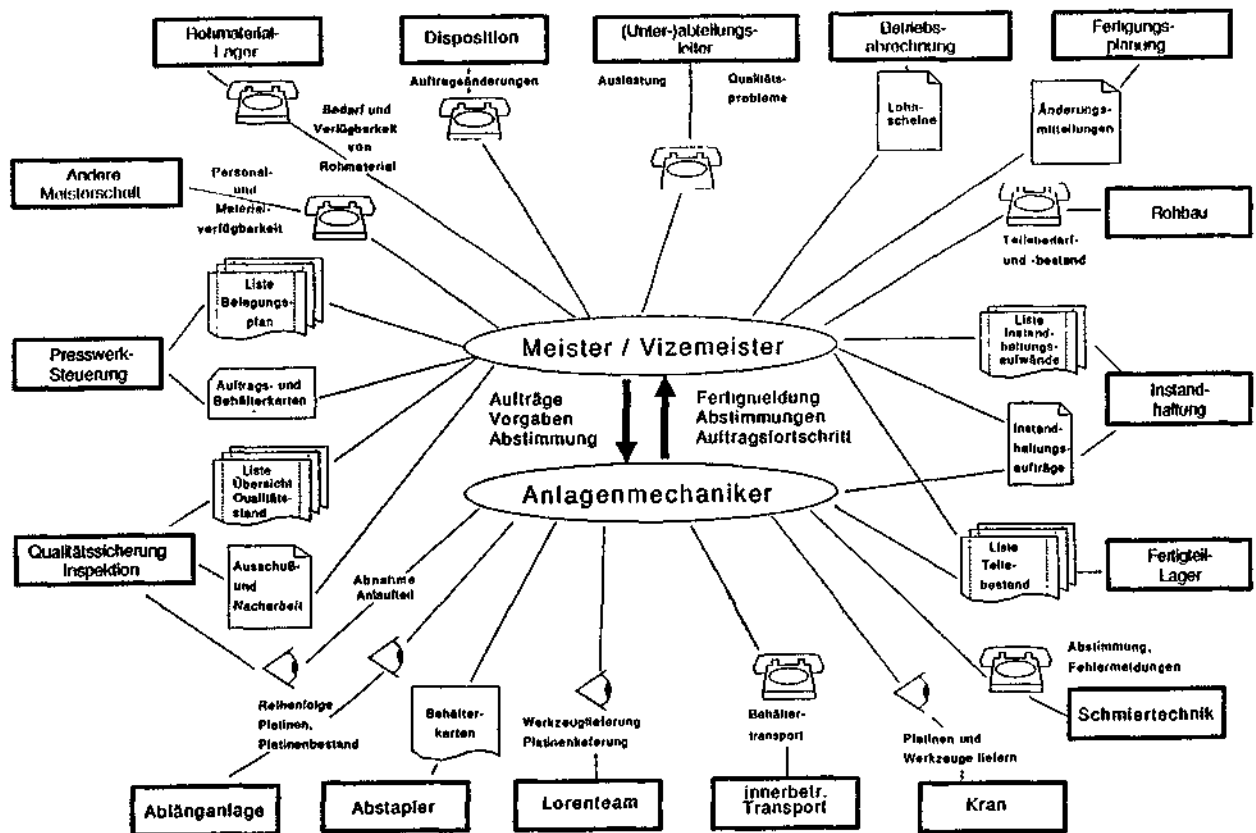 Rohmaterial-
Lager
Disposition
(Unter-)abteilungs-
leiter
Betriebs-
abrechnung
Fertigungs-
planung
Auftragsänderungen
Auslastung
Qualitäts-
probleme
Lohn-
scheine
Änderungs-
mitteilungen
Bedarf und
Verfügbarkeit
von
Rohmaterial
Andere
Meisterschaft
Personal-
und
Material-
verfügbarkeit
Rohbau
Teilebedarf
und -bestand
Liste
Belegungs-
plan
Presswerk-
Steuerung
Auftrags- und
Behälterkarten
Meister / Vizemeister
Liste
Instand-
haltungs-
aufwände
Instand-
haltung
Instand-
haltungs-
aufträge
Aufträge
Vorgaben
Abstimmung
Fertigmeldung
Abstimmungen
Auftragsfortschritt
Anlagenmechaniker
Liste
Übersicht
Qualitäts-
stand
Qualitätssicherung
Inspektion
Ausschuß-
und
Nacharbeit
Abnahme
Anlaufteil
Liste
Teile-
bestand
Fertigteil-
Lager
Abstimmung,
Fehlermeldungen
Schmiertechnik
Reihenfolge
Platinen,
Platinenbestand
Behälter-
karten
Werkzeuglieferung
Platinenlieferung
Behälter-
transport
Platinen und
Werkzeuge liefern
Ablänganlage
Abstapler
Lorenteam
innerbetr.
Transport
Kran